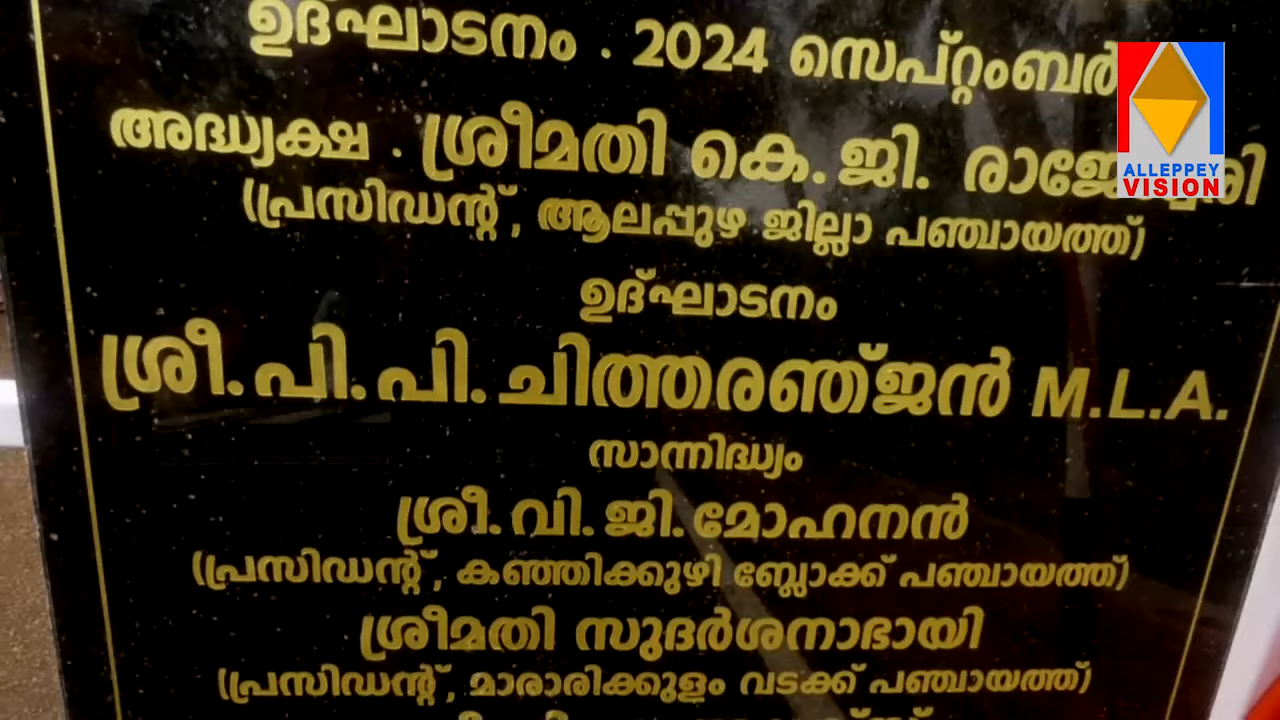 ഉദ്ഘാടനം . 2024 സെപ്റ്റംബർ
അദ്ധ്യക്ഷ . ശ്രീമതി കെ.ജി.
(പ്രസിഡന്റ്, ആലപ്പുഴ ജില്ലാ പഞ്ചായത്ത്)
ഉദ്ഘാടനം
ശ്രീ.പി.പി.ചിത്തരഞ്ജൻ M.L.A.
സാന്നിദ്ധ്യം
ശ്രീ.വി.ജി.മോഹനൻ
(പ്രസിഡന്റ്, കഞ്ഞിക്കുഴി ബ്ലോക്ക് പഞ്ചായത്ത്)
ശ്രീമതി സുദർശനാഭായി
(പ്രസിഡന്റ്, മാരാരിക്കുളം വടക്ക് പഞ്ചായത്ത്)
ALLEPPEY
VISION